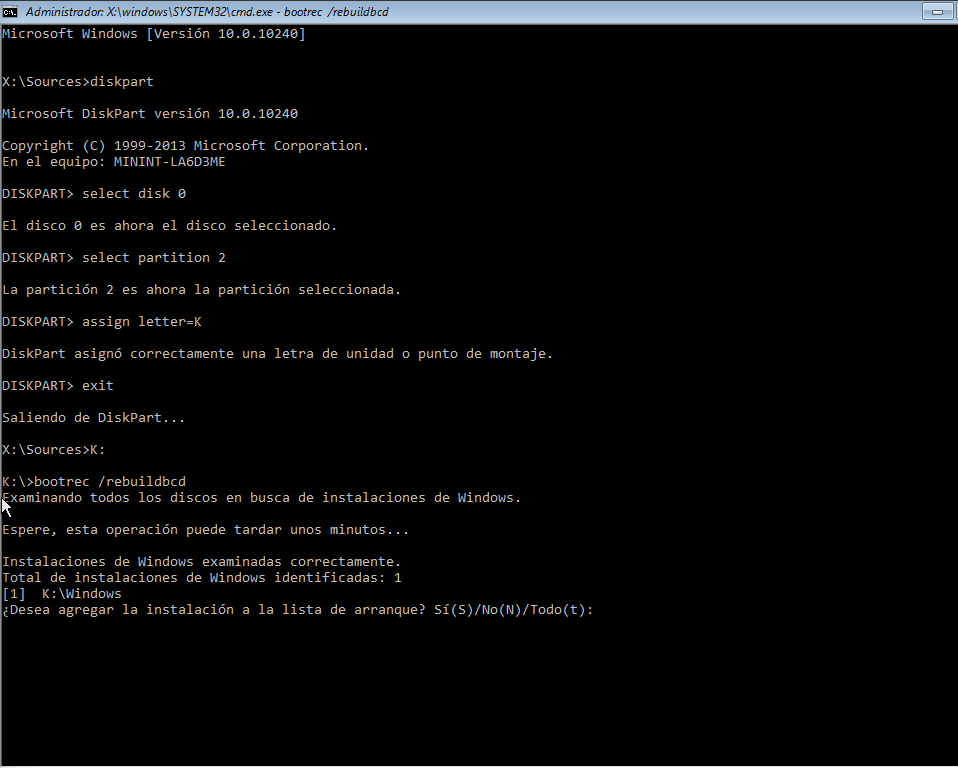 Administrador: X:\windows\SYSTEM32\cmd.exe - bootrec /rebuildbcd
Microsoft Windows [Versión 10.0.10240]
X:\Sources>diskpart
Microsoft DiskPart versión 10.0.10240
Copyright (C) 1999-2013 Microsoft Corporation.
En el equipo: MININT-LA6D3ME
DISKPART> select disk 0
El disco 0 es ahora el disco seleccionado.
DISKPART> select partition 2
La partición 2 es ahora la partición seleccionada.
DISKPART> assign letter=K
DiskPart asignó correctamente una letra de unidad o punto de montaje.
DISKPART> exit
Saliendo de DiskPart...
X:\Sources>K:
K:\>bootrec /rebuildbcd
Examinando todos los discos en busca de instalaciones de Windows.
Espere, esta operación puede tardar unos minutos...
Instalaciones de Windows examinadas correctamente.
Total de instalaciones de Windows identificadas: 1
[1]  K:\Windows
¿Desea agregar la instalación a la lista de arranque? Sí(S)/No(N)/Todo(t):